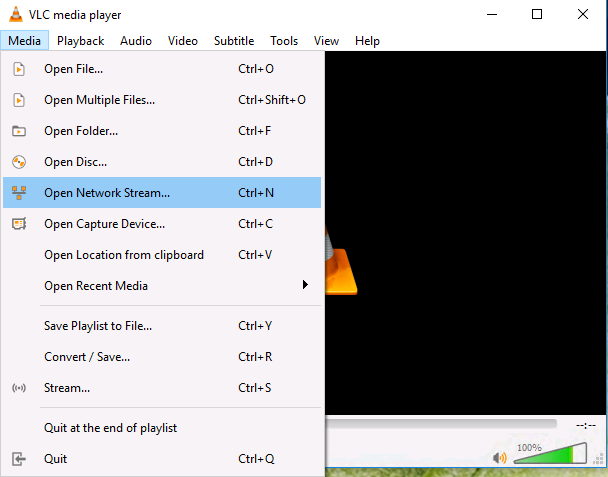 VLC media player
Media Playback Audio Video Subtitle Tools View Help
Open File... Ctrl+O
Open Multiple Files... Ctrl+Shift+O
Open Folder... Ctrl+F
Open Disc... Ctrl+D
Open Network Stream... Ctrl+N
Open Capture Device... Ctrl+C
Open Location from clipboard Ctrl+V
Open Recent Media
Save Playlist to File... Ctrl+Y
Convert / Save... Ctrl+R
Stream... Ctrl+S
--:--
Quit at the end of playlist
100%
Quit Ctrl+Q